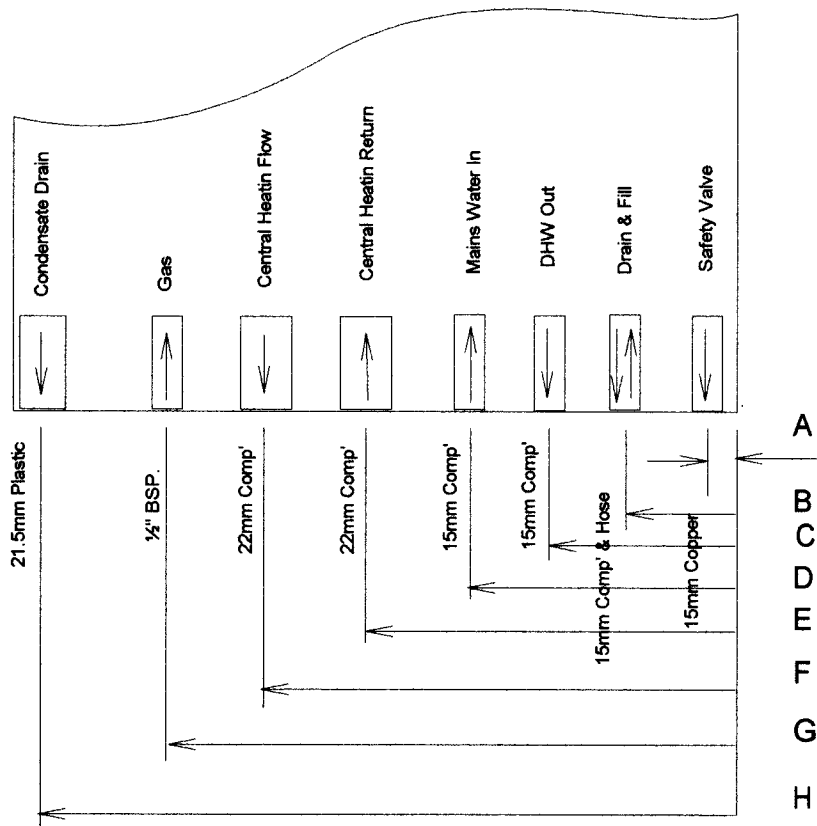 Condensate Drain
Gas
Central Heatin Flow
Central Heatin Return
Mains Water In
DHW Out
Drain & Fill
Safety Valve
21.5mm Plastic
½" BSP.
22mm Comp'
22mm Comp'
15mm Comp'
15mm Comp'
15mm Comp' & Hose
15mm Copper
A
B
C
D
E
F
G
H